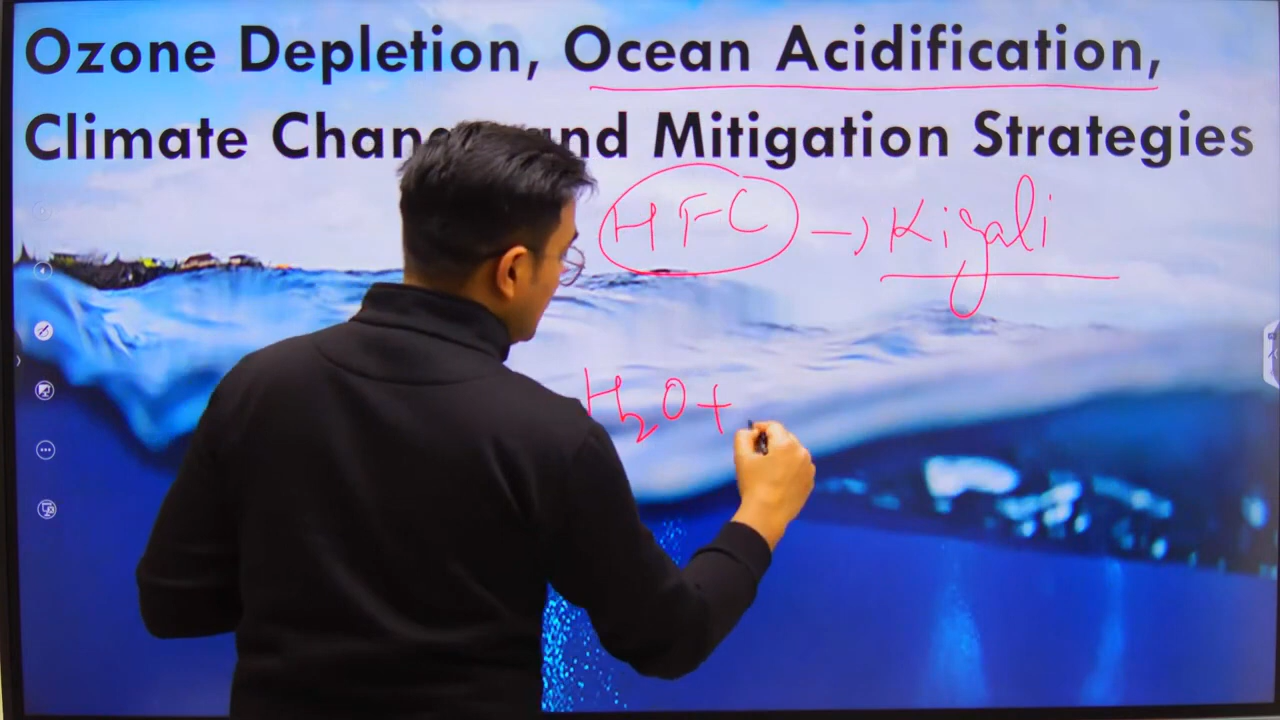 Ozone Depletion, Ocean Acidification,
Climate Chan and Mitigation Strategies
HFC → Kigali
H₂O +